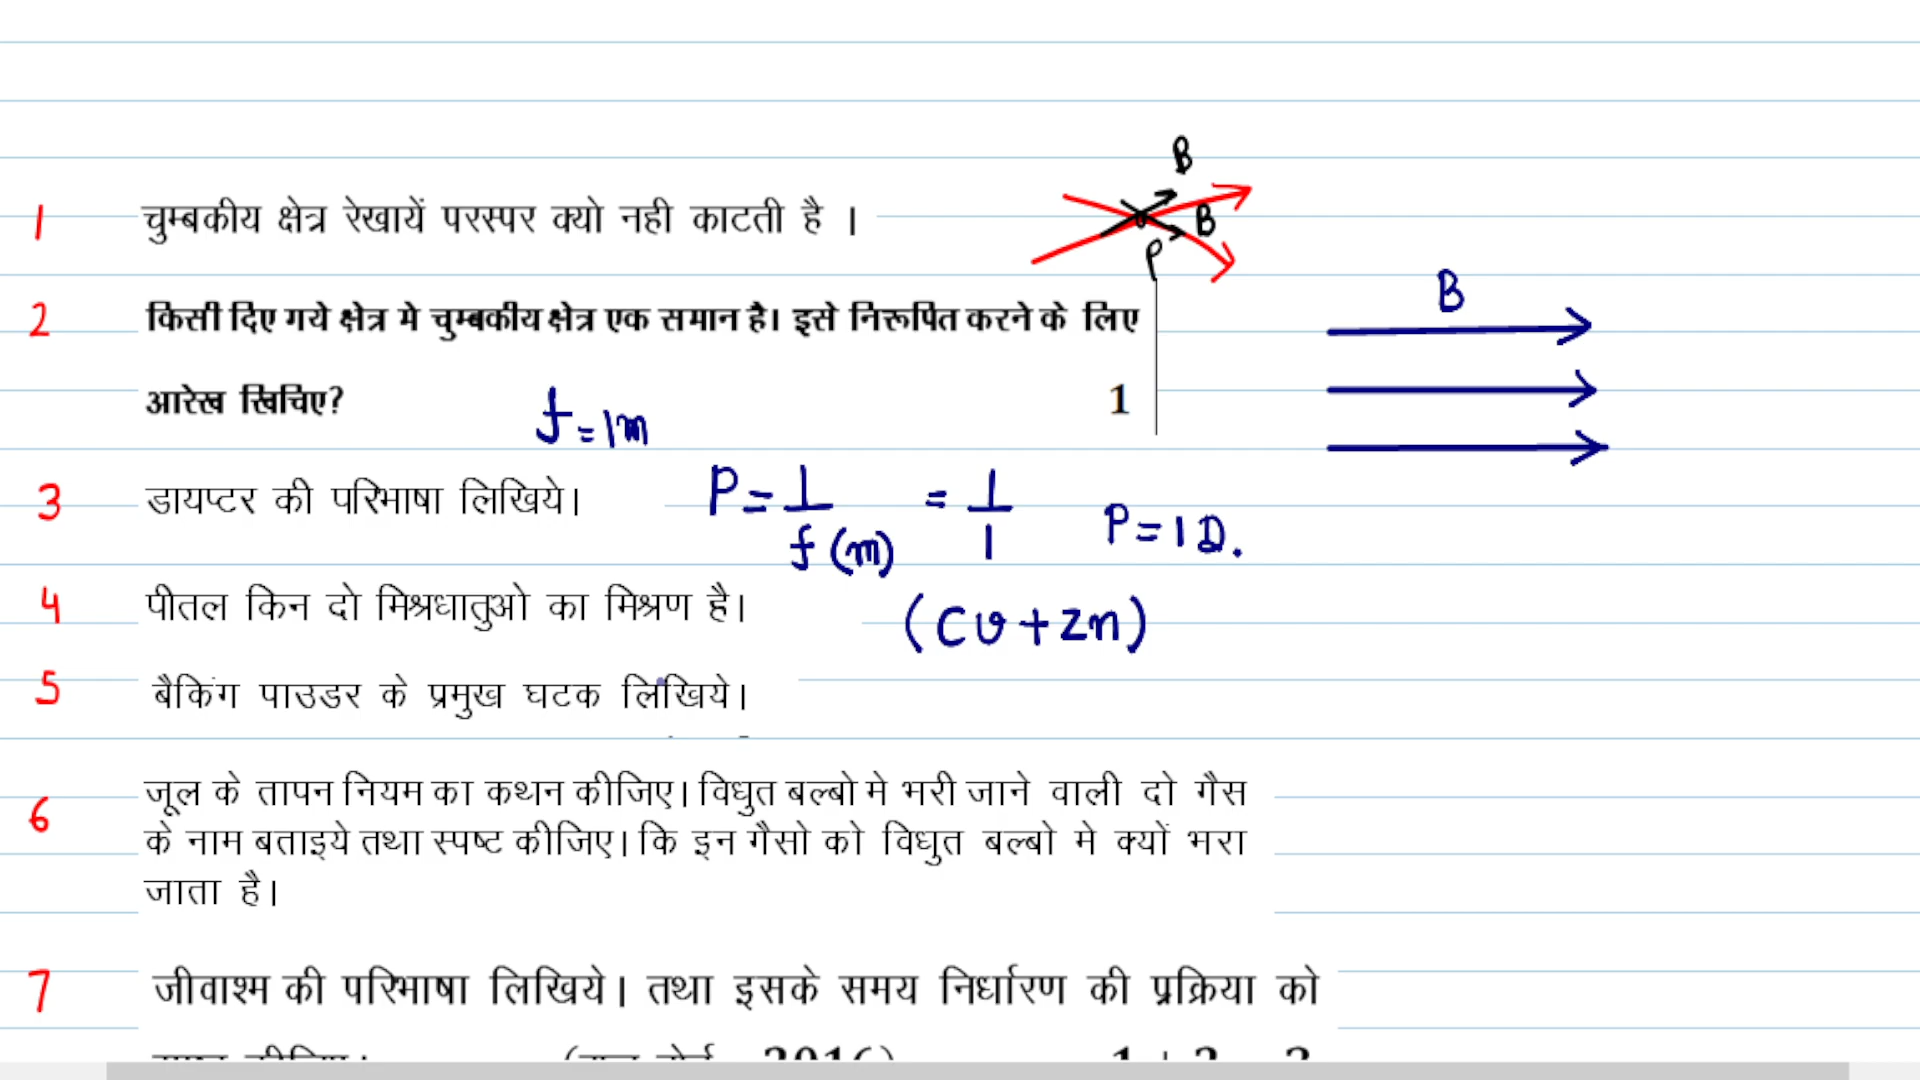 B
1 चुम्बकीय क्षेत्र रेखायें परस्पर क्यो नही काटती है ।
B
P
B
2 किसी दिए गये क्षेत्र मे चुम्बकीय क्षेत्र एक समान है। इसे निरूपित करने के लिए
आरेख खिचिए? 1
f = 1m
3 डायप्टर की परिभाषा लिखिये। P = 1/f(m) = 1/1 P = 1 D.
4 पीतल किन दो मिश्रधातुओ का मिश्रण है। (Cu + Zn)
5 बैकिंग पाउडर के प्रमुख घटक लिखिये।
6 जूल के तापन नियम का कथन कीजिए। विधुत बल्बो मे भरी जाने वाली दो गैस
के नाम बताइये तथा स्पष्ट कीजिए। कि इन गैसो को विधुत बल्बो मे क्यों भरा
जाता है।
7 जीवाश्म की परिभाषा लिखिये। तथा इसके समय निर्धारण की प्रक्रिया को